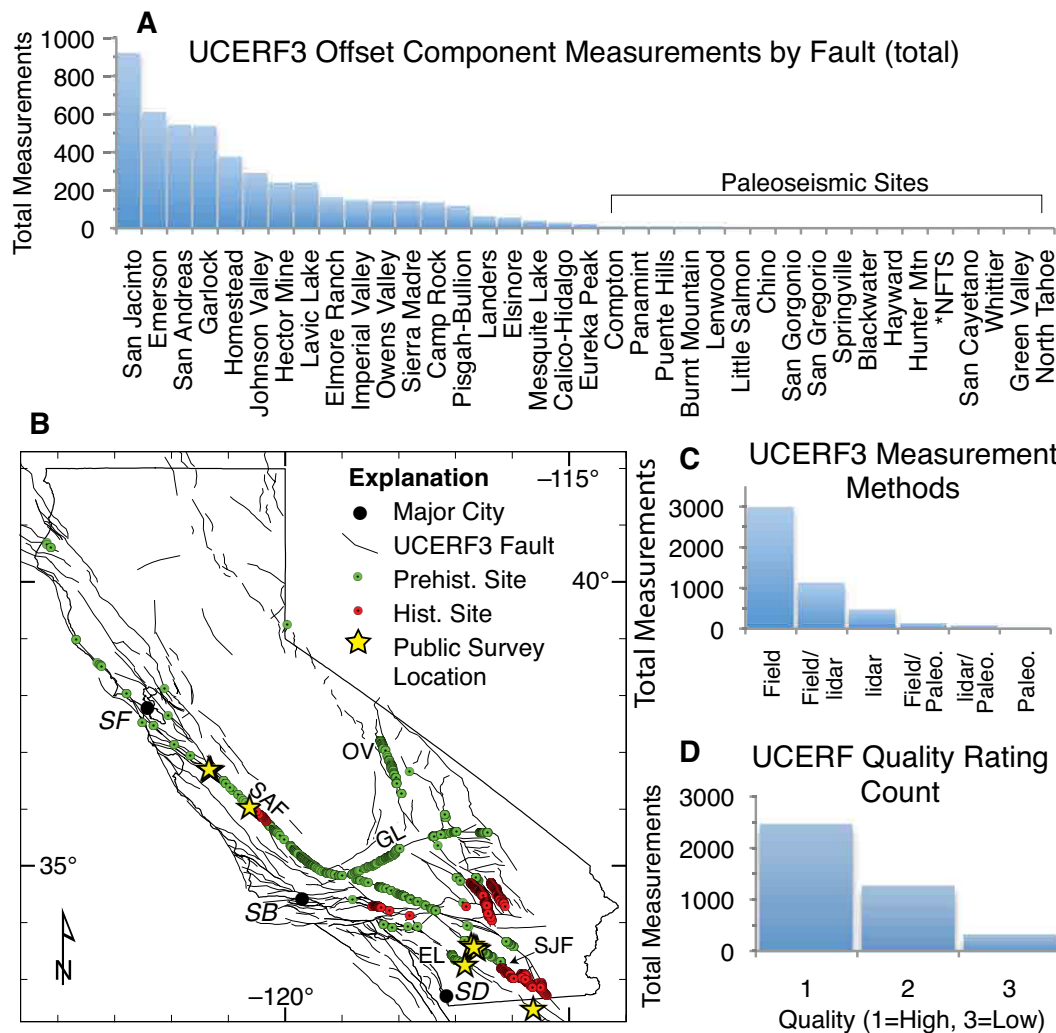 A
UCERF3 Offset Component Measurements by Fault (total)
Total Measurements
1000
800
600
400
200
0
Paleoseismic Sites
San Jacinto
Emerson
San Andreas
Garlock
Homestead
Johnson Valley
Hector Mine
Lavic Lake
Elmore Ranch
Imperial Valley
Owens Valley
Sierra Madre
Camp Rock
Pisgah-Bullion
Landers
Elsinore
Mesquite Lake
Calico-Hidalgo
Eureka Peak
Compton
Panamint
Puente Hills
Burnt Mountain
Lenwood
Little Salmon
Chino
San Gorgonio
San Gregorio
Springville
Blackwater
Hayward
Hunter Mtn
*NFTS
San Cayetano
Whittier
Green Valley
North Tahoe
B
Explanation
Major City
UCERF3 Fault
Prehist. Site
Hist. Site
Public Survey
Location
−115°
40°
35°
−120°
SF
SAF
OV
GL
SB
EL
SJF
SD
N
C
UCERF3 Measurement
Methods
Total Measurements
3000
2000
1000
0
Field
Field/
lidar
lidar
Field/
Paleo.
lidar/
Paleo.
Paleo.
D
UCERF Quality Rating
Count
Total Measurements
3000
2000
1000
0
1 2 3
Quality (1=High, 3=Low)